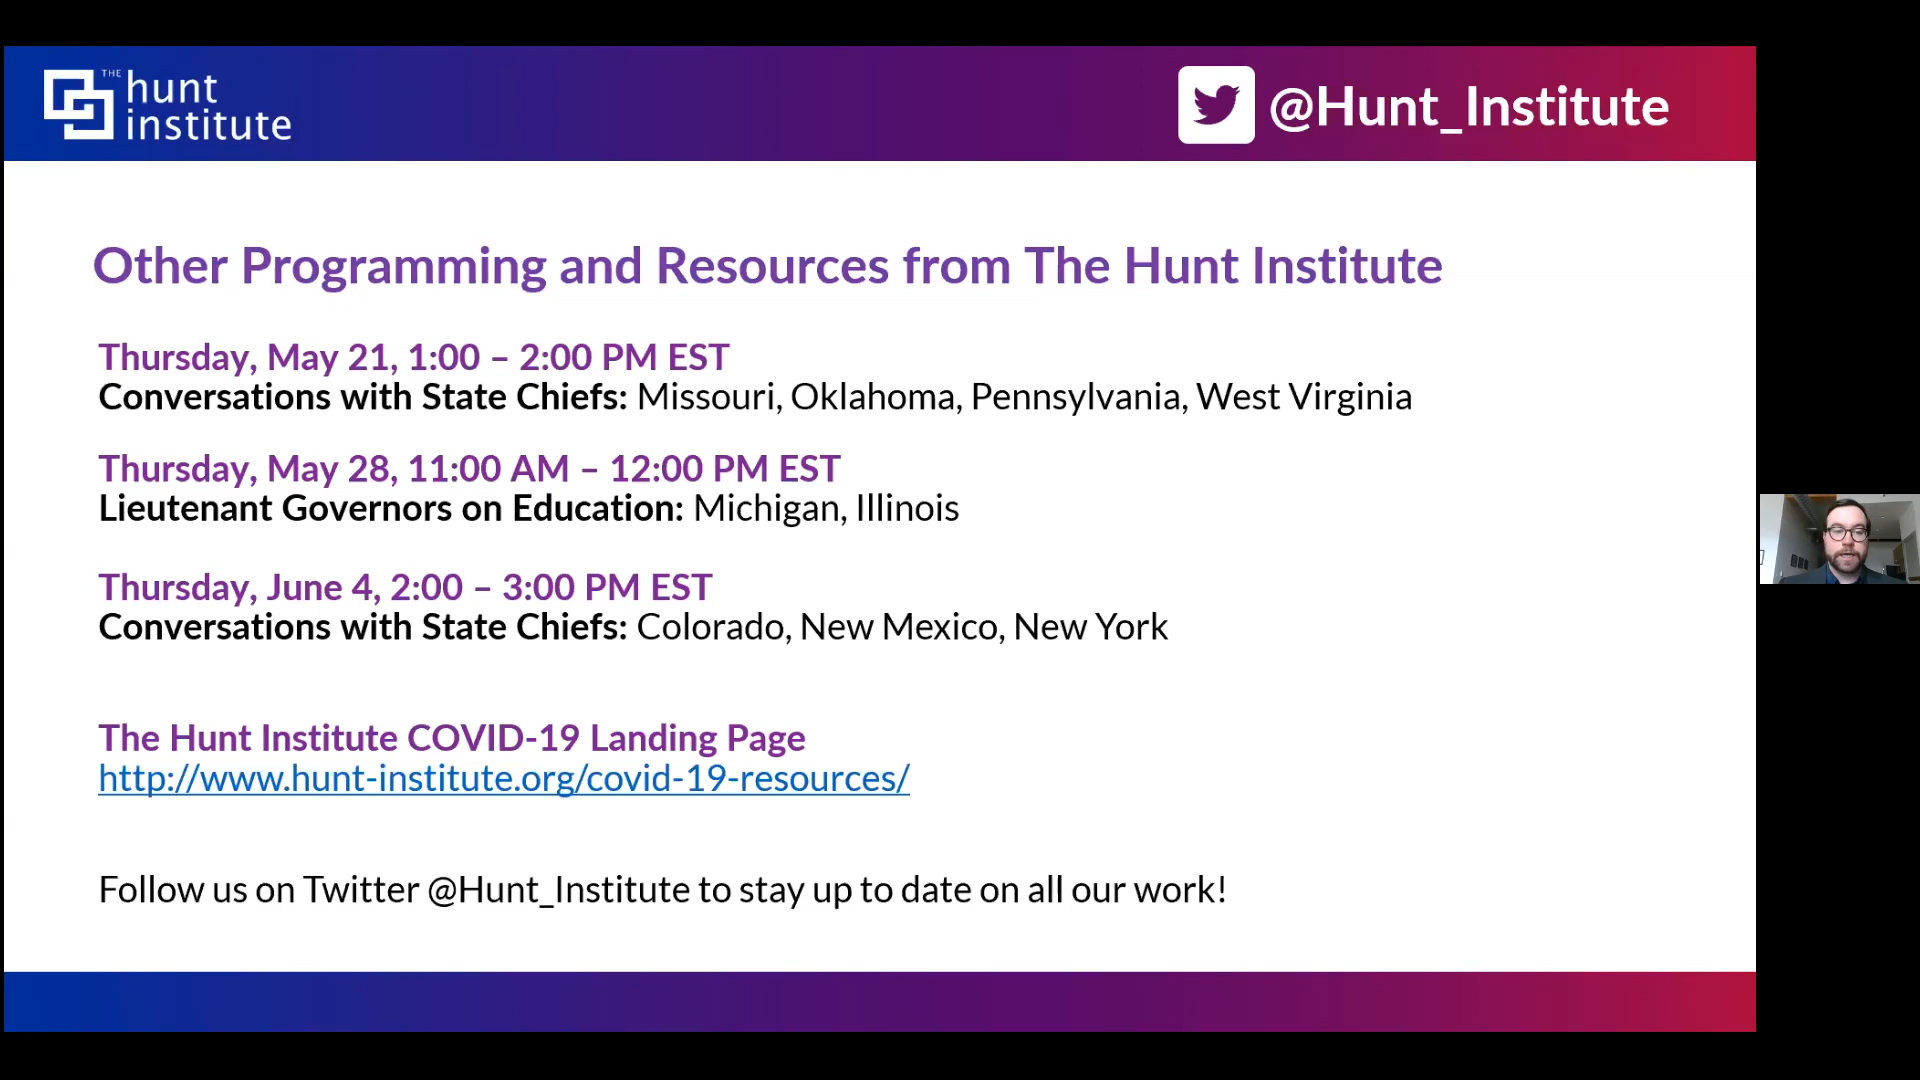 THE hunt
institute
@Hunt_Institute
Other Programming and Resources from The Hunt Institute
Thursday, May 21, 1:00 – 2:00 PM EST
Conversations with State Chiefs: Missouri, Oklahoma, Pennsylvania, West Virginia
Thursday, May 28, 11:00 AM – 12:00 PM EST
Lieutenant Governors on Education: Michigan, Illinois
Thursday, June 4, 2:00 – 3:00 PM EST
Conversations with State Chiefs: Colorado, New Mexico, New York
The Hunt Institute COVID-19 Landing Page
http://www.hunt-institute.org/covid-19-resources/
Follow us on Twitter @Hunt_Institute to stay up to date on all our work!